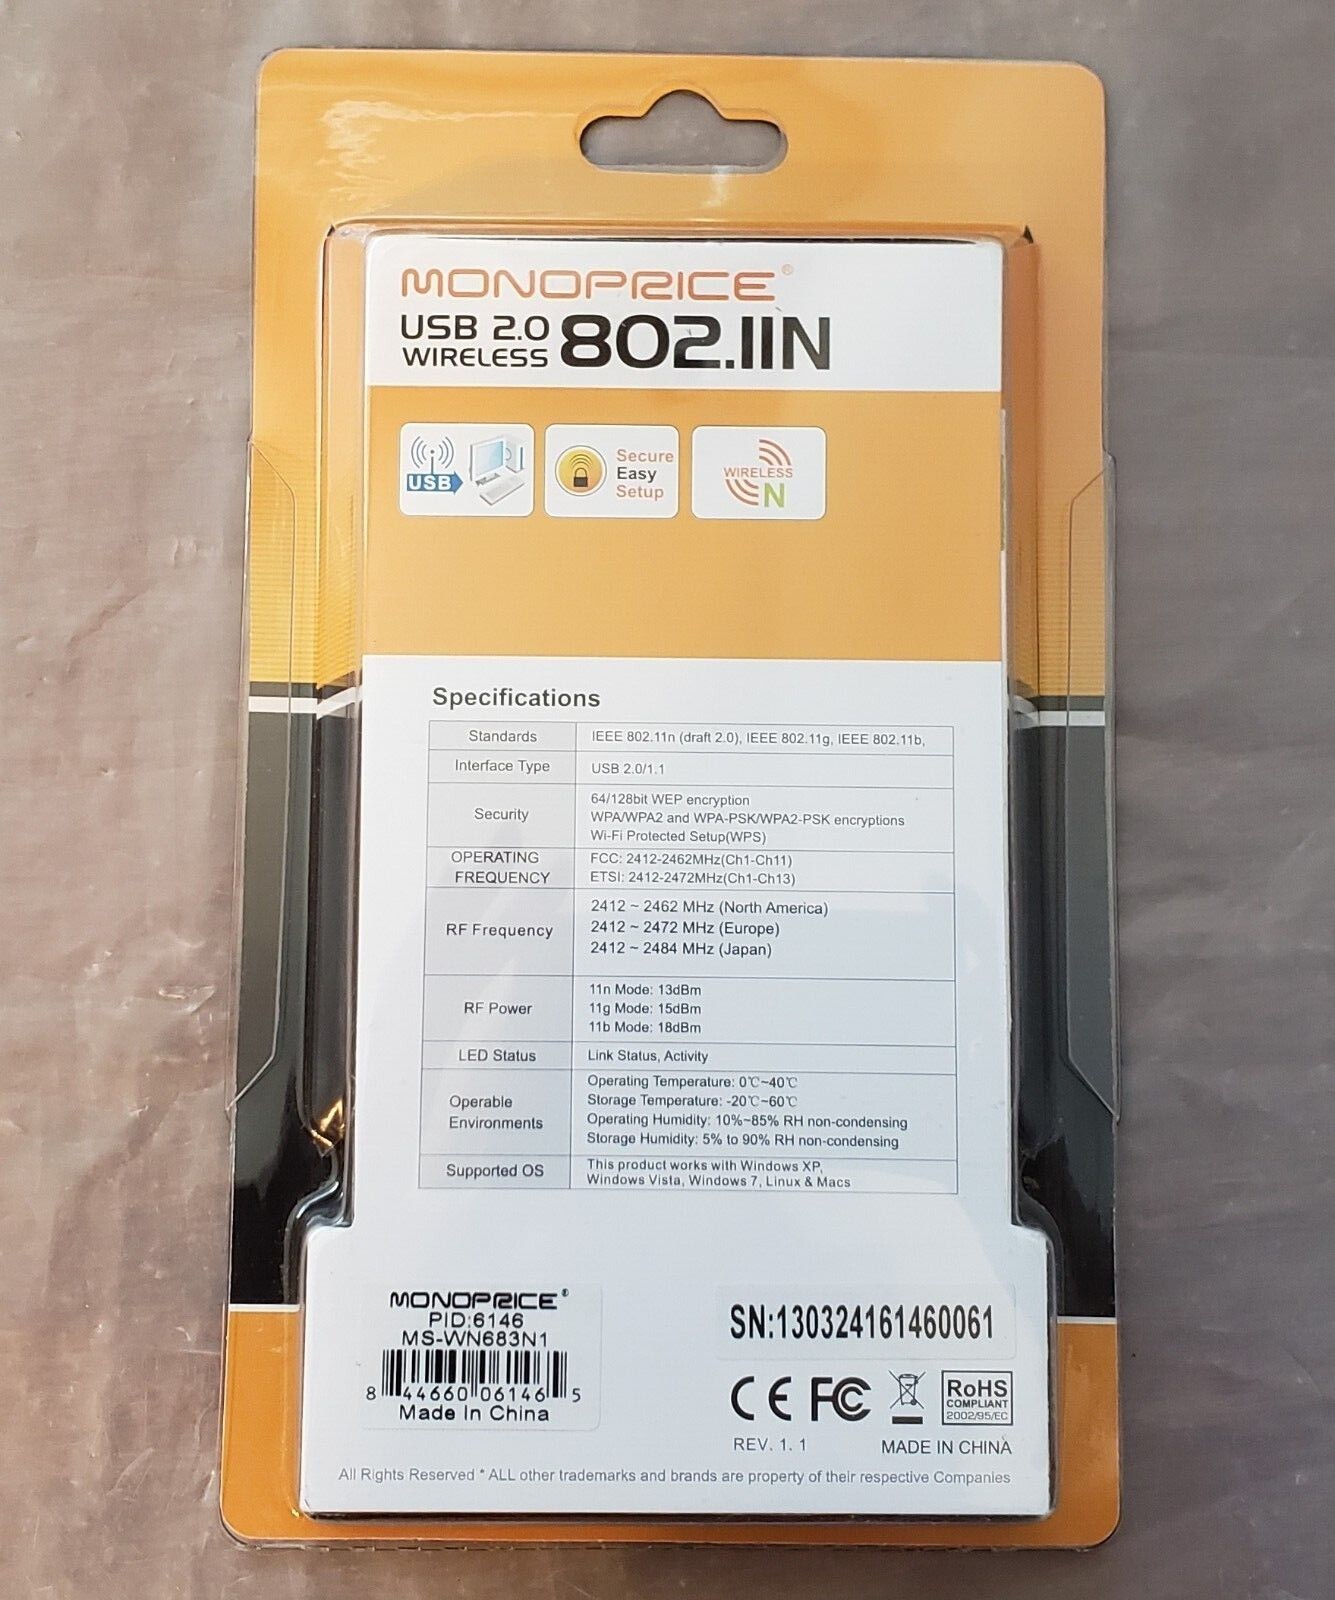 MONOPRICE®
USB 2.0
WIRELESS
802.11N
USB
Secure
Easy
Setup
WIRELESS
N
Specifications
Standards
IEEE 802.11n (draft 2.0), IEEE 802.11g, IEEE 802.11b,
Interface Type
USB 2.0/1.1
Security
64/128bit WEP encryption
WPA/WPA2 and WPA-PSK/WPA2-PSK encryptions
Wi-Fi Protected Setup(WPS)
OPERATING
FREQUENCY
FCC: 2412-2462MHz(Ch1-Ch11)
ETSI: 2412-2472MHz(Ch1-Ch13)
RF Frequency
2412 ~ 2462 MHz (North America)
2412 ~ 2472 MHz (Europe)
2412 ~ 2484 MHz (Japan)
RF Power
11n Mode: 13dBm
11g Mode: 15dBm
11b Mode: 18dBm
LED Status
Link Status, Activity
Operable
Environments
Operating Temperature: 0℃~40℃
Storage Temperature: -20℃~60℃
Operating Humidity: 10%~85% RH non-condensing
Storage Humidity: 5% to 90% RH non-condensing
Supported OS
This product works with Windows XP,
Windows Vista, Windows 7, Linux & Macs
MONOPRICE®
PID:6146
MS-WN683N1
8 44660 06146 5
Made In China
SN:130324161460061
CE FC
RoHS
COMPLIANT
2002/95/EC
REV. 1. 1
MADE IN CHINA
All Rights Reserved * ALL other trademarks and brands are property of their respective Companies